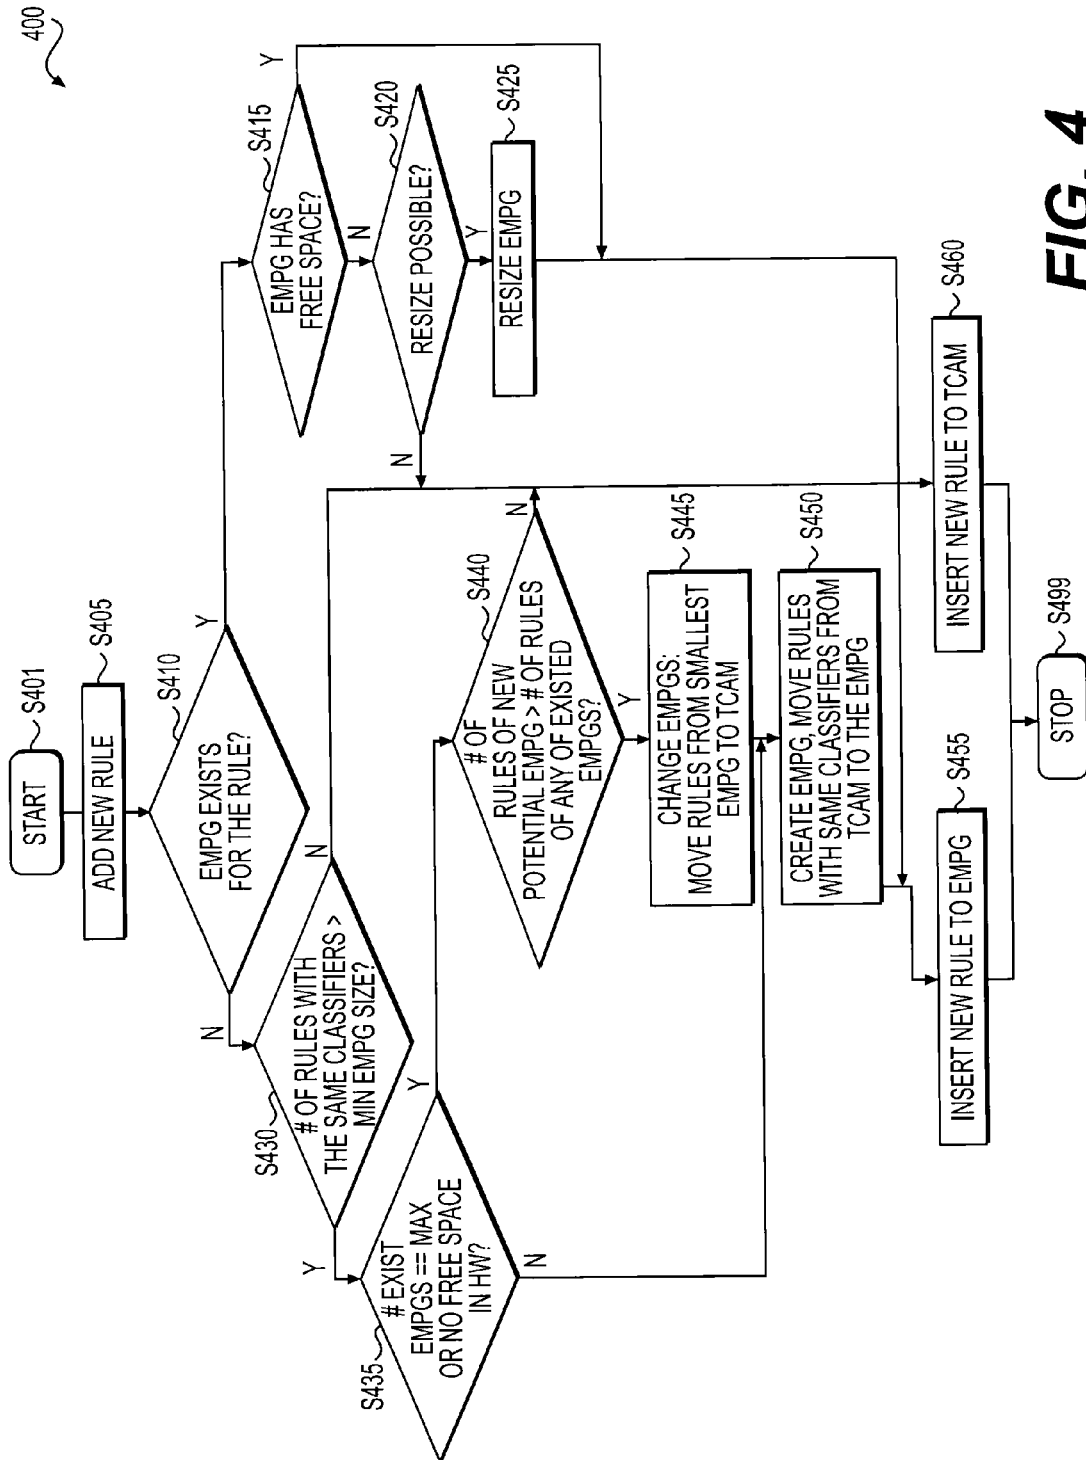 400
START
S401
ADD NEW RULE
S405
EMPG EXISTS
FOR THE RULE?
S410
Y
N
EMPG HAS
FREE SPACE?
S415
Y
N
RESIZE POSSIBLE?
S420
N
Y
RESIZE EMPG
S425
# OF RULES WITH
THE SAME CLASSIFIERS >
MIN EMPG SIZE?
S430
N
Y
# EXIST
EMPGS == MAX
OR NO FREE SPACE
IN HW?
S435
Y
N
# OF
RULES OF NEW
POTENTIAL EMPG > # OF RULES
OF ANY OF EXISTED
EMPGS?
S440
N
Y
CHANGE EMPGS:
MOVE RULES FROM SMALLEST
EMPG TO TCAM
S445
CREATE EMPG, MOVE RULES
WITH SAME CLASSIFIERS FROM
TCAM TO THE EMPG
S450
INSERT NEW RULE TO EMPG
S455
INSERT NEW RULE TO TCAM
S460
STOP
S499
FIG. 4